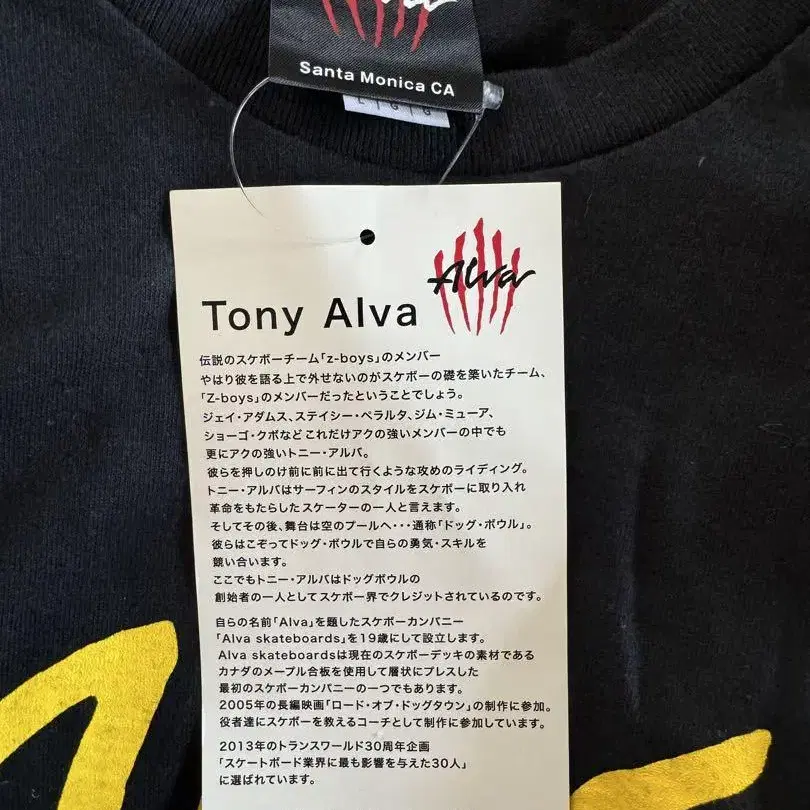 Santa Monica CA
L G G
Alva
Tony Alva
伝説のスケボーチーム｢z-boys｣のメンバー
やはり彼を語る上で外せないのがスケボーの礎を築いたチーム、
｢Z-boys｣のメンバーだったということでしょう。
ジェイ・アダムス、ステイシー・ペラルタ、ジム・ミューア、
ショーゴ・クボなどこれだけアクの強いメンバーの中でも
更にアクの強いトニー・アルバ。
彼らを押しのけ前に前に出て行くような攻めのライディング。
トニー・アルバはサーフィンのスタイルをスケボーに取り入れ
革命をもたらしたスケーターの一人と言えます。
そしてその後、舞台は空のプールへ・・・通称｢ドッグ・ボウル｣。
彼らはこぞってドッグ・ボウルで自らの勇気・スキルを
競い合います。
ここでもトニー・アルバはドッグボウルの
創始者の一人としてスケボー界でクレジットされているのです。
自らの名前｢Alva｣を題したスケボーカンパニー
｢Alva skateboards｣を19歳にして設立します。
Alva skateboardsは現在のスケボーデッキの素材である
カナダのメープル合板を使用して層状にプレスした
最初のスケボーカンパニーの一つでもあります。
2005年の長編映画｢ロード・オブ・ドッグタウン｣の制作に参加。
役者達にスケボーを教えるコーチとして制作に参加しています。
2013年のトランスワールド30周年企画
｢スケートボード業界に最も影響を与えた30人｣
に選ばれています。